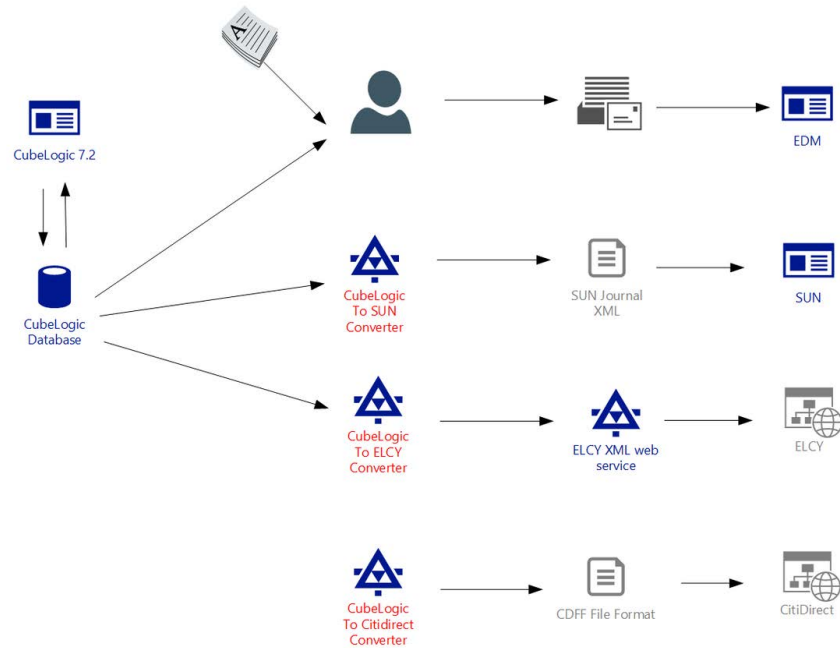 A
CubeLogic 7.2
EDM
CubeLogic
Database
CubeLogic
To SUN
Converter
SUN Journal
XML
SUN
CubeLogic
To ELCY
Converter
ELCY XML web
service
ELCY
CubeLogic
To Citidirect
Converter
CDFF File Format
CitiDirect